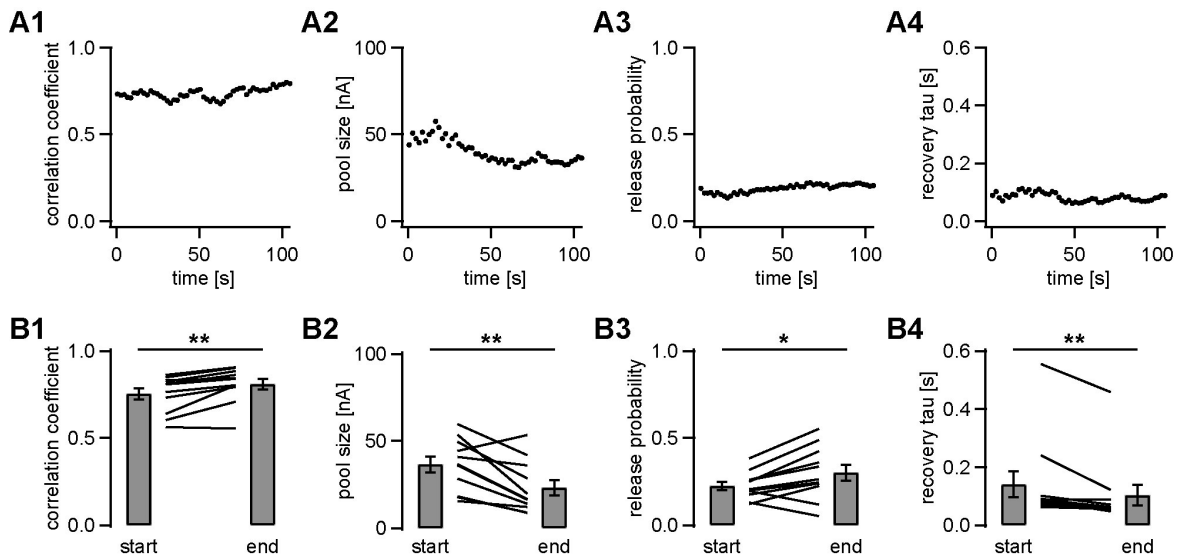 A1
correlation coefficient
1.0
0.5
0.0
0 50 100
time [s]
A2
pool size [nA]
100
50
0
0 50 100
time [s]
A3
release probability
1.0
0.5
0.0
0 50 100
time [s]
A4
recovery tau [s]
0.6
0.4
0.2
0.0
0 50 100
time [s]
B1
correlation coefficient
1.0
0.5
0.0
**
start end
B2
pool size [nA]
100
50
0
**
start end
B3
release probability
1.0
0.5
0.0
*
start end
B4
recovery tau [s]
0.6
0.4
0.2
0.0
**
start end